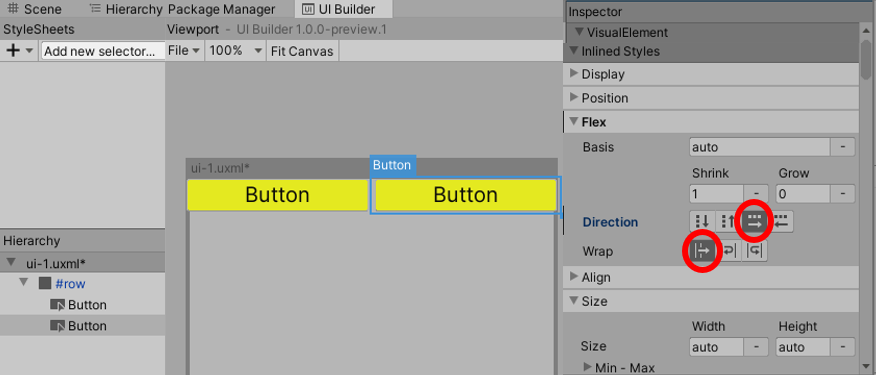 Scene
Hierarchy
Package Manager
UI Builder
StyleSheets
Add new selector...
Viewport - UI Builder 1.0.0-preview.1
File
100%
Fit Canvas
ui-1.uxml*
Button
Button
Button
Hierarchy
ui-1.uxml*
#row
Button
Button
Inspector
VisualElement
Inlined Styles
Display
Position
Flex
Basis
auto
-
Shrink
Grow
1
-
0
-
Direction
Wrap
Align
Size
Width
Height
Size
auto
-
auto
-
Min - Max